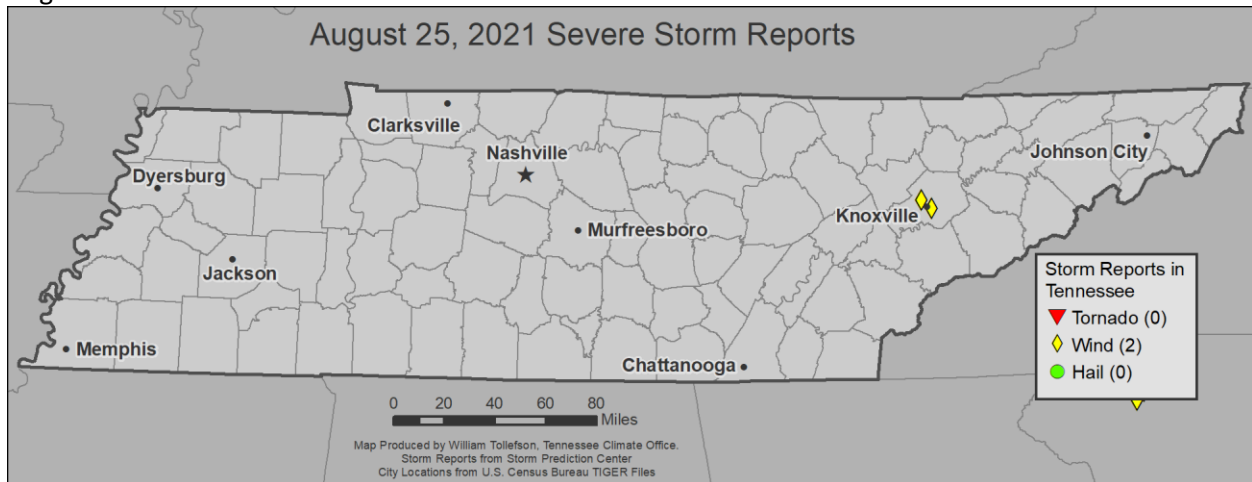 August 25, 2021 Severe Storm Reports
Clarksville
Nashville
Johnson City
Dyersburg
Knoxville
Murfreesboro
Jackson
Storm Reports in
Tennessee
Tornado (0)
Wind (2)
Hail (0)
Memphis
Chattanooga
0 20 40 60 80
Miles
Map Produced by William Tollefson, Tennessee Climate Office.
Storm Reports from Storm Prediction Center
City Locations from U.S. Census Bureau TIGER Files